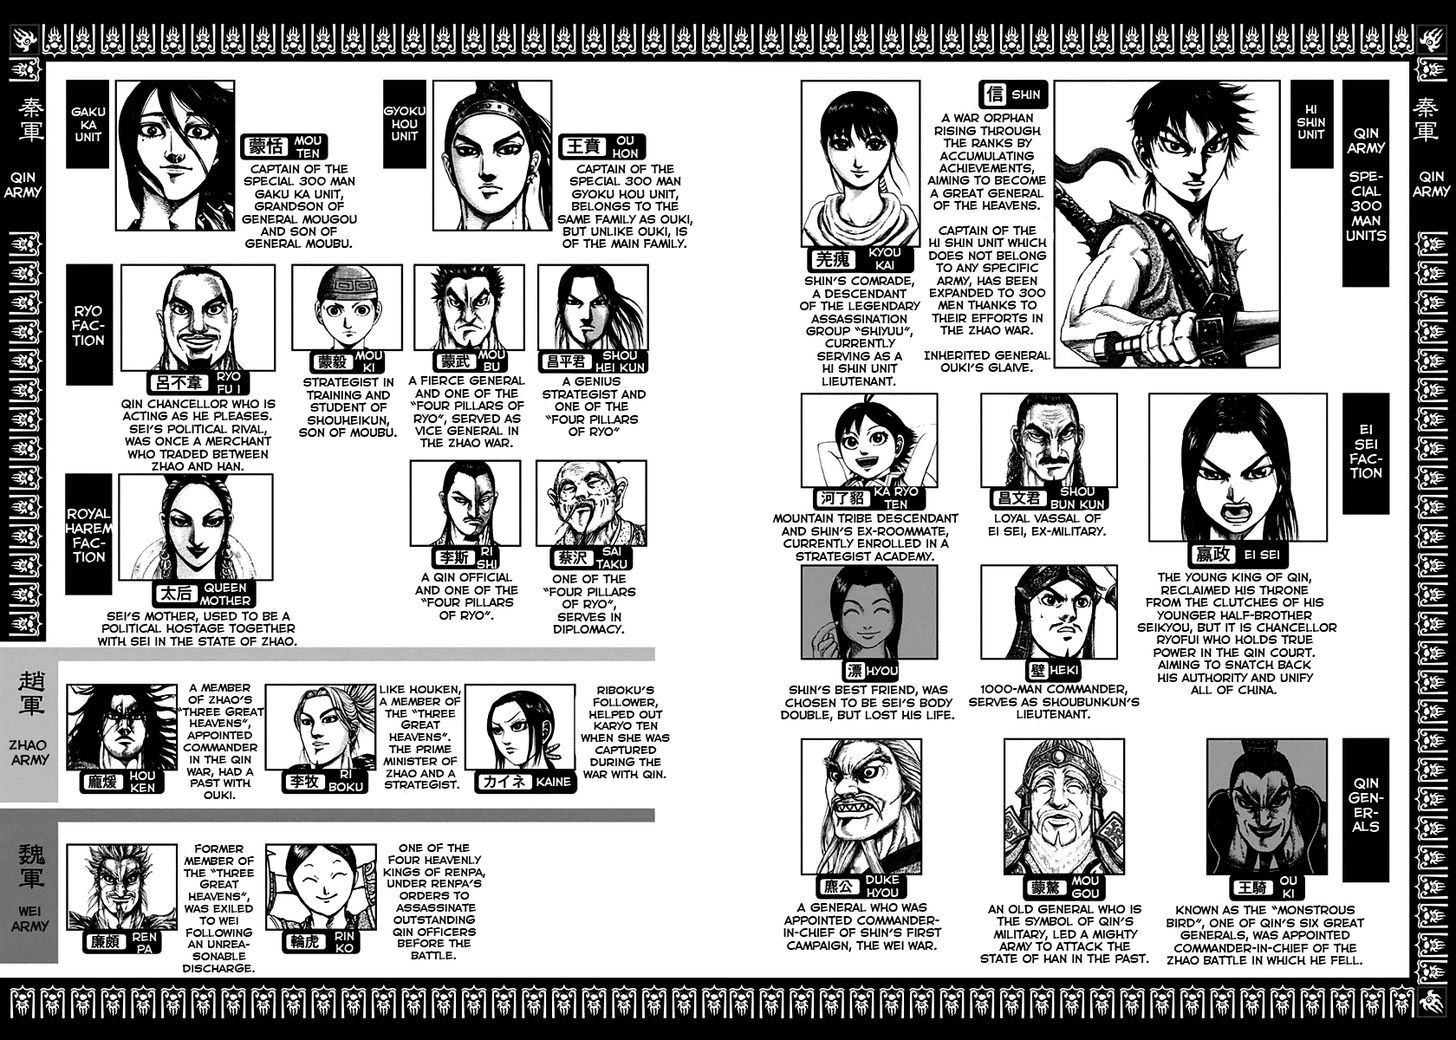 秦軍
QIN
ARMY
QIN
ARMY
SPE-
CIAL
300
MAN
UNITS
HI
SHIN
UNIT
信 SHIN
A WAR ORPHAN
RISING THROUGH
THE RANKS BY
ACCUMULATING
ACHIEVEMENTS,
AIMING TO BECOME
A GREAT GENERAL
OF THE HEAVENS.
CAPTAIN OF THE
HI SHIN UNIT WHICH
DOES NOT BELONG
TO ANY SPECIFIC
ARMY, HAS BEEN
EXPANDED TO 300
MEN THANKS TO
THEIR EFFORTS IN
THE ZHAO WAR.
INHERITED GENERAL
OUKI'S GLAIVE.
羌瘣 KYOU
KAI
SHIN'S COMRADE,
A DESCENDANT
OF THE LEGENDARY
ASSASSINATION
GROUP "SHIYUU",
CURRENTLY
SERVING AS A
HI SHIN UNIT
LIEUTENANT.
EI
SEI
FAC-
TION
嬴政 EI SEI
THE YOUNG KING OF QIN,
RECLAIMED HIS THRONE
FROM THE CLUTCHES OF HIS
YOUNGER HALF-BROTHER
SEIKYOU, BUT IT IS CHANCELLOR
RYOFUI WHO HOLDS TRUE
POWER IN THE QIN COURT.
AIMING TO SNATCH BACK
HIS AUTHORITY AND UNIFY
ALL OF CHINA.
昌文君 SHOU
BUN KUN
LOYAL VASSAL OF
EI SEI, EX-MILITARY.
河了貂 KA RYO
TEN
MOUNTAIN TRIBE DESCENDANT
AND SHIN'S EX-ROOMMATE,
CURRENTLY ENROLLED IN A
STRATEGIST ACADEMY.
壁 HEKI
1000-MAN COMMANDER,
SERVES AS SHOUBUNKUN'S
LIEUTENANT.
漂 HYOU
SHIN'S BEST FRIEND, WAS
CHOSEN TO BE SEI'S BODY
DOUBLE, BUT LOST HIS LIFE.
QIN
GEN-
ER-
ALS
王騎 OU
KI
KNOWN AS THE "MONSTROUS
BIRD", ONE OF QIN'S SIX GREAT
GENERALS, WAS APPOINTED
COMMANDER-IN-CHIEF OF THE
ZHAO BATTLE IN WHICH HE FELL.
蒙驁 MOU
GOU
AN OLD GENERAL WHO IS
THE SYMBOL OF QIN'S
MILITARY, LED A MIGHTY
ARMY TO ATTACK THE
STATE OF HAN IN THE PAST.
麃公 DUKE
HYOU
A GENERAL WHO WAS
APPOINTED COMMANDER-
IN-CHIEF OF SHIN'S FIRST
CAMPAIGN, THE WEI WAR.
秦軍
QIN
ARMY
GYOKU
HOU
UNIT
王賁 OU
HON
CAPTAIN OF THE
SPECIAL 300 MAN
GYOKU HOU UNIT,
BELONGS TO THE
SAME FAMILY AS OUKI,
BUT UNLIKE OUKI, IS
OF THE MAIN FAMILY.
GAKU
KA
UNIT
蒙恬 MOU
TEN
CAPTAIN OF THE
SPECIAL 300 MAN
GAKU KA UNIT,
GRANDSON OF
GENERAL MOUGOU
AND SON OF
GENERAL MOUBU.
RYO
FAC-
TION
呂不韋 RYO
FU I
QIN CHANCELLOR WHO IS
ACTING AS HE PLEASES.
SEI'S POLITICAL RIVAL,
WAS ONCE A MERCHANT
WHO TRADED BETWEEN
ZHAO AND HAN.
蒙毅 MOU
KI
STRATEGIST IN
TRAINING AND
STUDENT OF
SHOUHEIKUN,
SON OF MOUBU.
蒙武 MOU
BU
A FIERCE GENERAL
AND ONE OF THE
"FOUR PILLARS OF
RYO", SERVED AS
VICE GENERAL IN
THE ZHAO WAR.
昌平君 SHOU
HEI KUN
A GENIUS
STRATEGIST AND
ONE OF THE
"FOUR PILLARS
OF RYO"
李斯 RI
SHI
A QIN OFFICIAL
AND ONE OF THE
"FOUR PILLARS
OF RYO".
蔡沢 SAI
TAKU
ONE OF THE
"FOUR PILLARS
OF RYO",
SERVES IN
DIPLOMACY.
ROYAL
HAREM
FAC-
TION
太后 QUEEN
MOTHER
SEI'S MOTHER, USED TO BE A
POLITICAL HOSTAGE TOGETHER
WITH SEI IN THE STATE OF ZHAO.
趙軍
ZHAO
ARMY
龐煖 HOU
KEN
A MEMBER
OF ZHAO'S
"THREE GREAT
HEAVENS",
APPOINTED
COMMANDER
IN THE QIN
WAR, HAD A
PAST WITH
OUKI.
李牧 RI
BOKU
LIKE HOUKEN,
A MEMBER OF
THE "THREE
GREAT
HEAVENS".
THE PRIME
MINISTER OF
ZHAO AND A
STRATEGIST.
カイネ KAINE
RIBOKU'S
FOLLOWER,
HELPED OUT
KARYO TEN
WHEN SHE WAS
CAPTURED
DURING THE
WAR WITH QIN.
魏軍
WEI
ARMY
廉頗 REN
PA
FORMER
MEMBER OF
THE "THREE
GREAT
HEAVENS",
WAS EXILED
TO WEI
FOLLOWING
AN UNREA-
SONABLE
DISCHARGE.
輪虎 RIN
KO
ONE OF THE
FOUR HEAVENLY
KINGS OF RENPA,
UNDER RENPA'S
ORDERS TO
ASSASSINATE
OUTSTANDING
QIN OFFICERS
BEFORE THE
BATTLE.